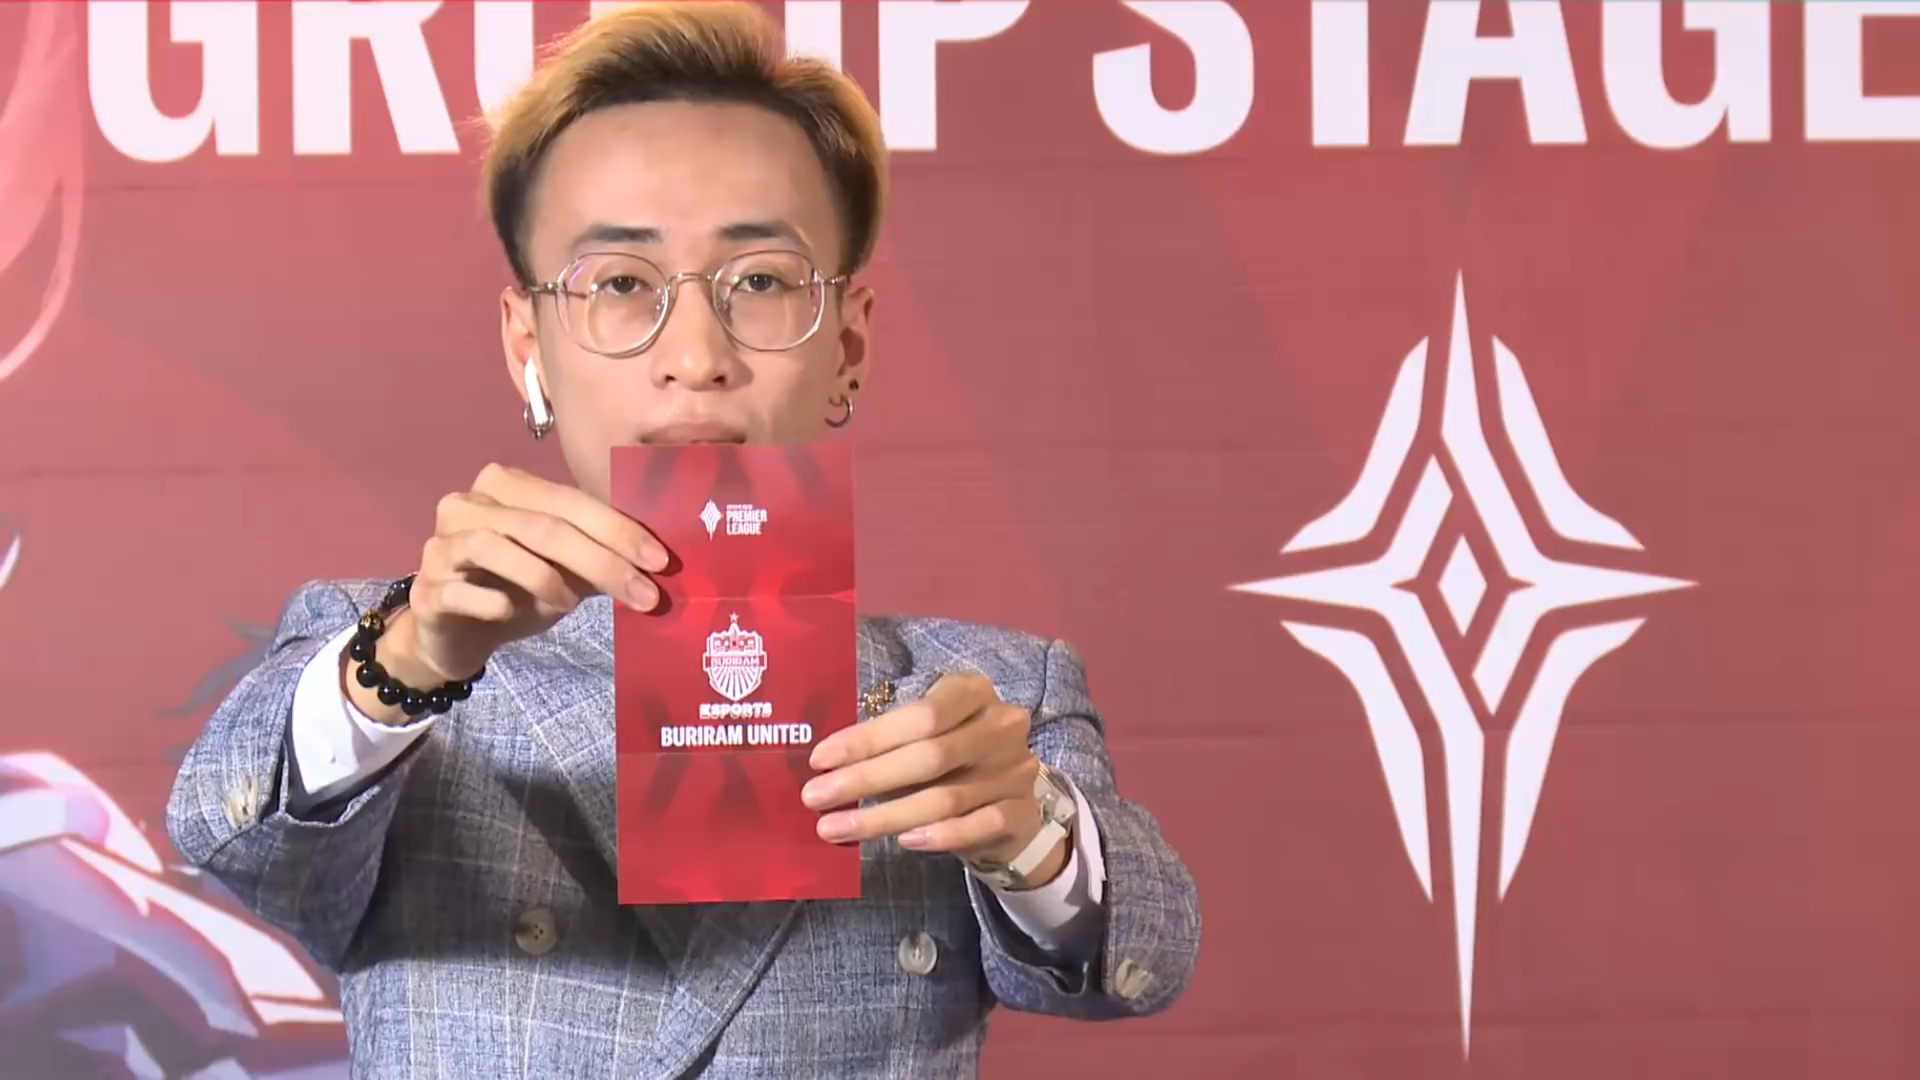 GROUP STAGE
PREMIER
LEAGUE
BURIRAM
ESPORTS
BURIRAM UNITED